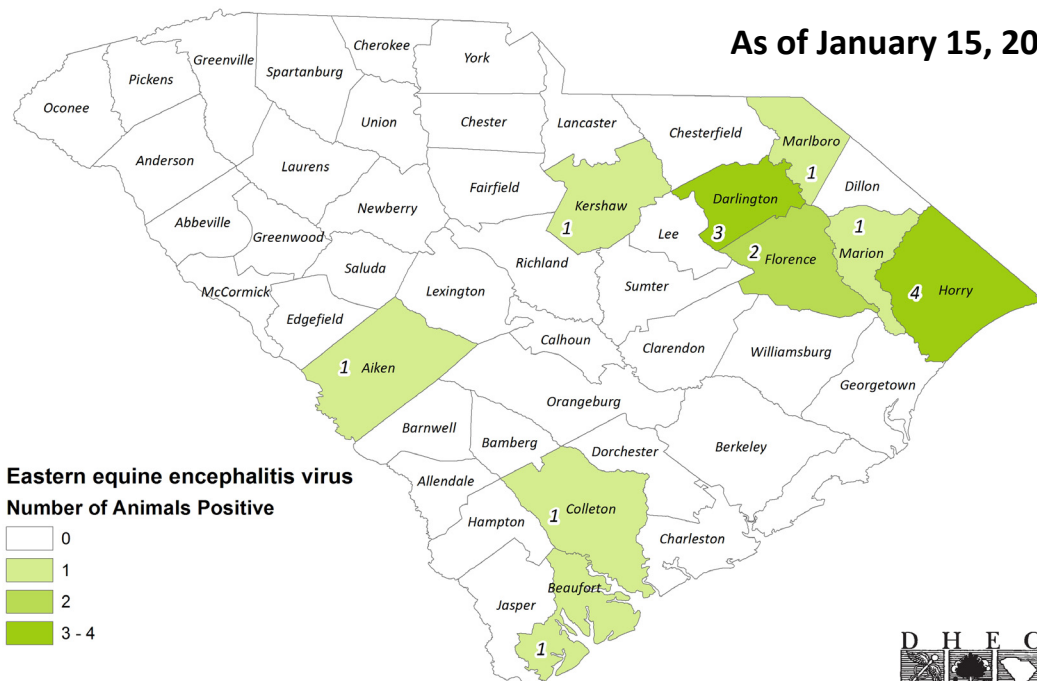 As of January 15, 20
Cherokee
York
Greenville
Spartanburg
Pickens
Oconee
Union
Chester
Lancaster
Chesterfield
Marlboro
1
Anderson
Laurens
Fairfield
Kershaw
1
Darlington
3
Dillon
Abbeville
Greenwood
Newberry
Lee
2
Florence
1
Marion
4
Horry
McCormick
Saluda
Lexington
Richland
Sumter
Edgefield
Calhoun
Clarendon
Williamsburg
1
Aiken
Georgetown
Orangeburg
Barnwell
Bamberg
Dorchester
Berkeley
Allendale
Hampton
1
Colleton
Charleston
Jasper
Beaufort
1
Eastern equine encephalitis virus
Number of Animals Positive
0
1
2
3 - 4
D H E C